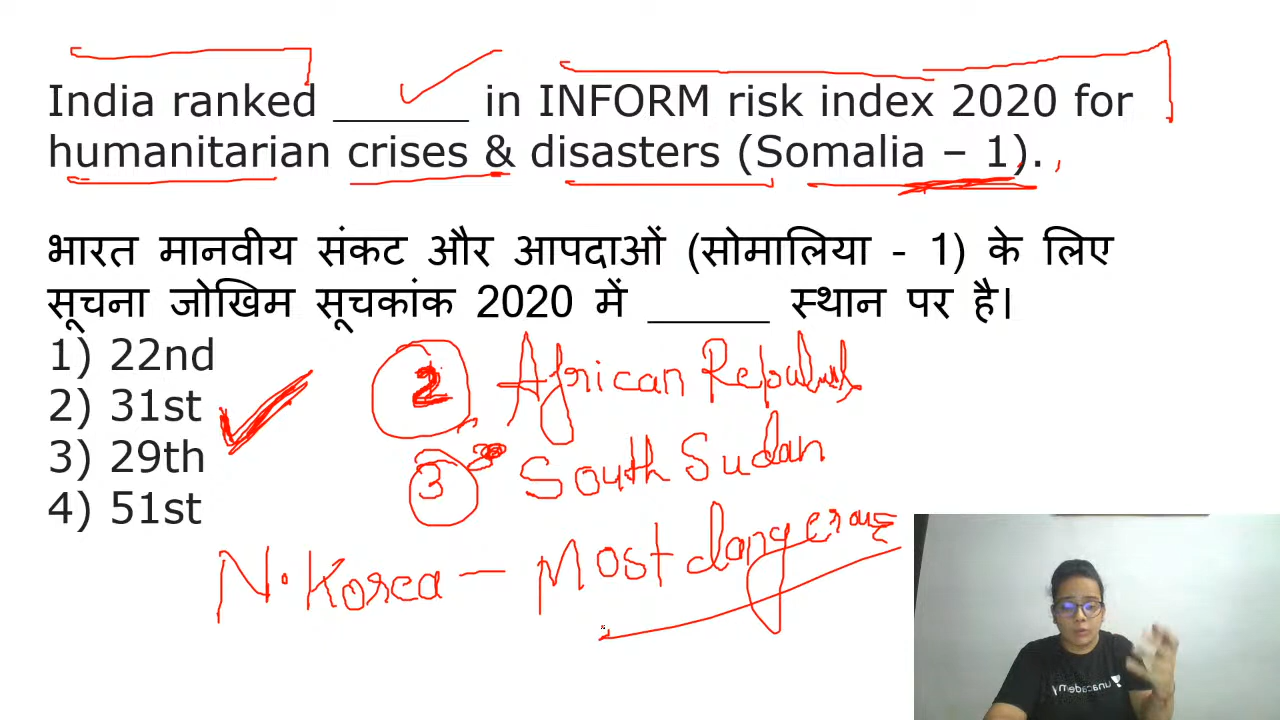 India ranked ______ in INFORM risk index 2020 for
humanitarian crises & disasters (Somalia – 1).
भारत मानवीय संकट और आपदाओं (सोमालिया - 1) के लिए
सूचना जोखिम सूचकांक 2020 में ______ स्थान पर है।
1) 22nd
2) 31st
3) 29th
4) 51st
2 African
3 South Sudan
N. Korea – Most dangerous
unacademy